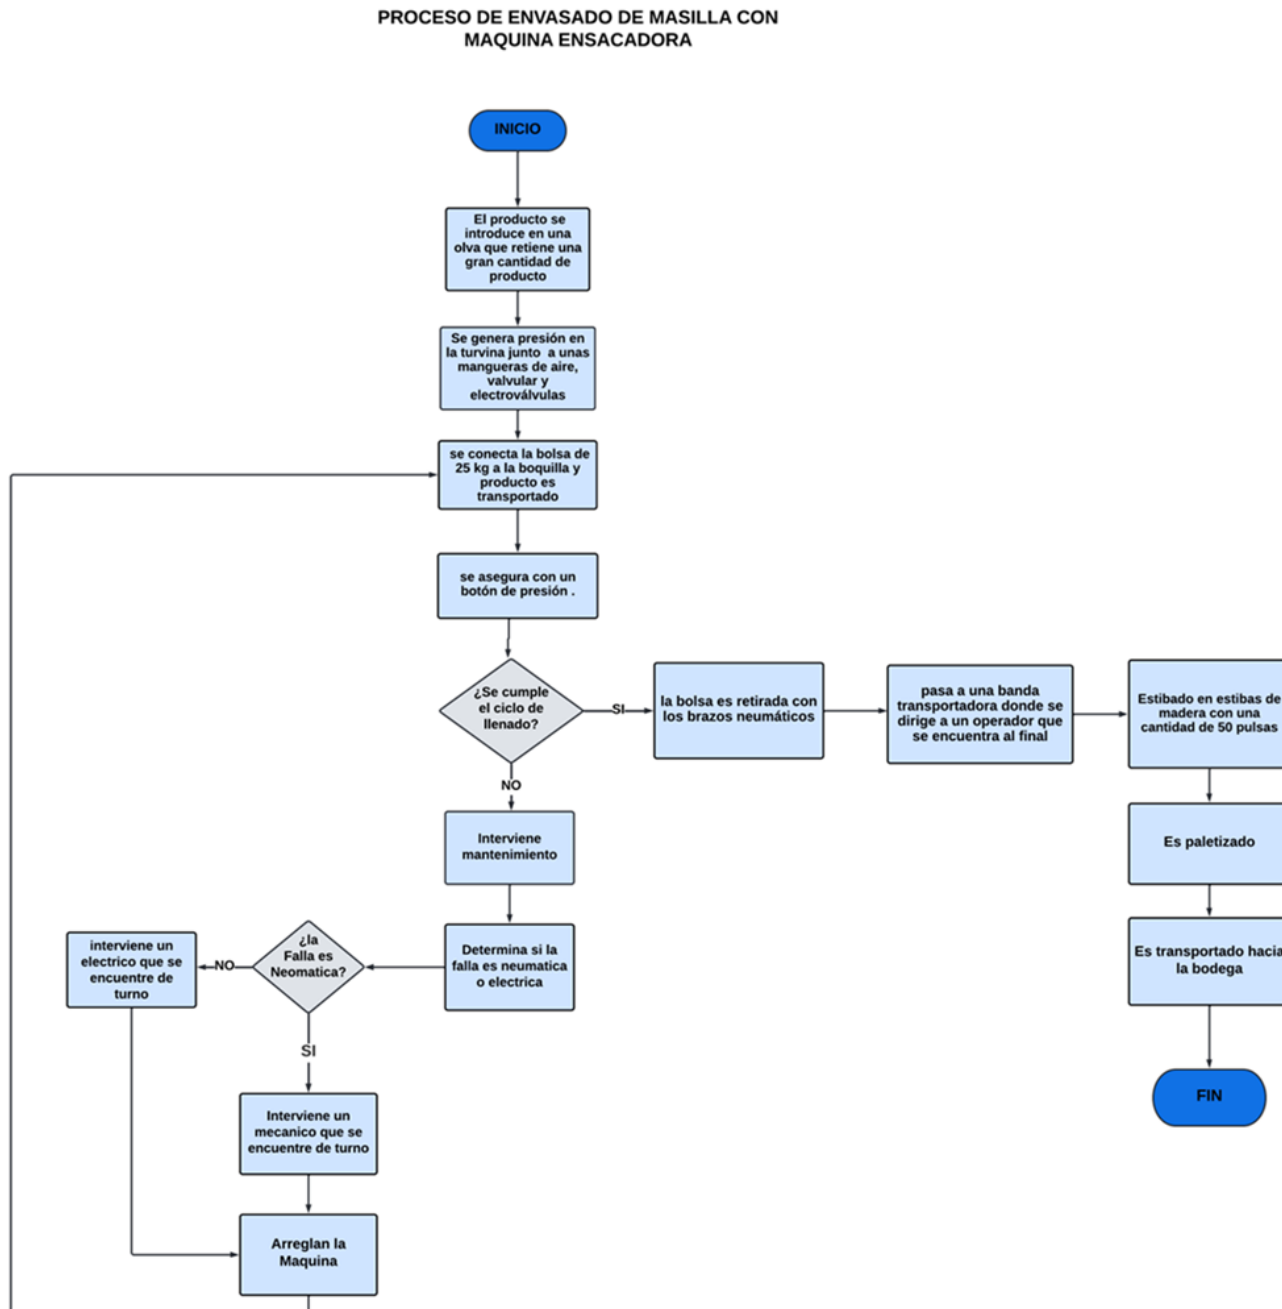 PROCESO DE ENVASADO DE MASILLA CON
MAQUINA ENSACADORA
INICIO
El producto se
introduce en una
olva que retiene una
gran cantidad de
producto
Se genera presión en
la turvina junto a unas
mangueras de aire,
valvular y
electroválvulas
se conecta la bolsa de
25 kg a la boquilla y
producto es
transportado
se asegura con un
botón de presión .
¿Se cumple
el ciclo de
llenado?
SI
la bolsa es retirada con
los brazos neumáticos
pasa a una banda
transportadora donde se
dirige a un operador que
se encuentra al final
Estibado en estibas de
madera con una
cantidad de 50 pulsas
Es paletizado
Es transportado hacia
la bodega
FIN
NO
Interviene
mantenimiento
Determina si la
falla es neumatica
o electrica
¿la
Falla es
Neomatica?
NO
interviene un
electrico que se
encuentre de
turno
SI
Interviene un
mecanico que se
encuentre de turno
Arreglan la
Maquina